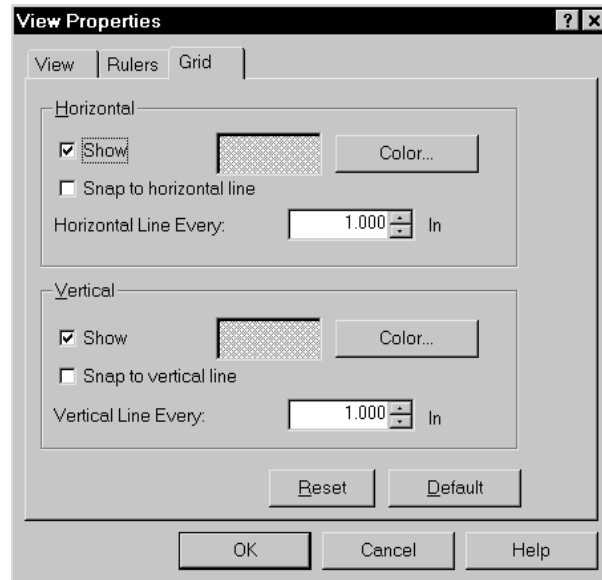 View Properties ? x
View Rulers Grid
Horizontal
Show Color...
Snap to horizontal line
Horizontal Line Every: 1.000 In
Vertical
Show Color...
Snap to vertical line
Vertical Line Every: 1.000 In
Reset Default
OK Cancel Help